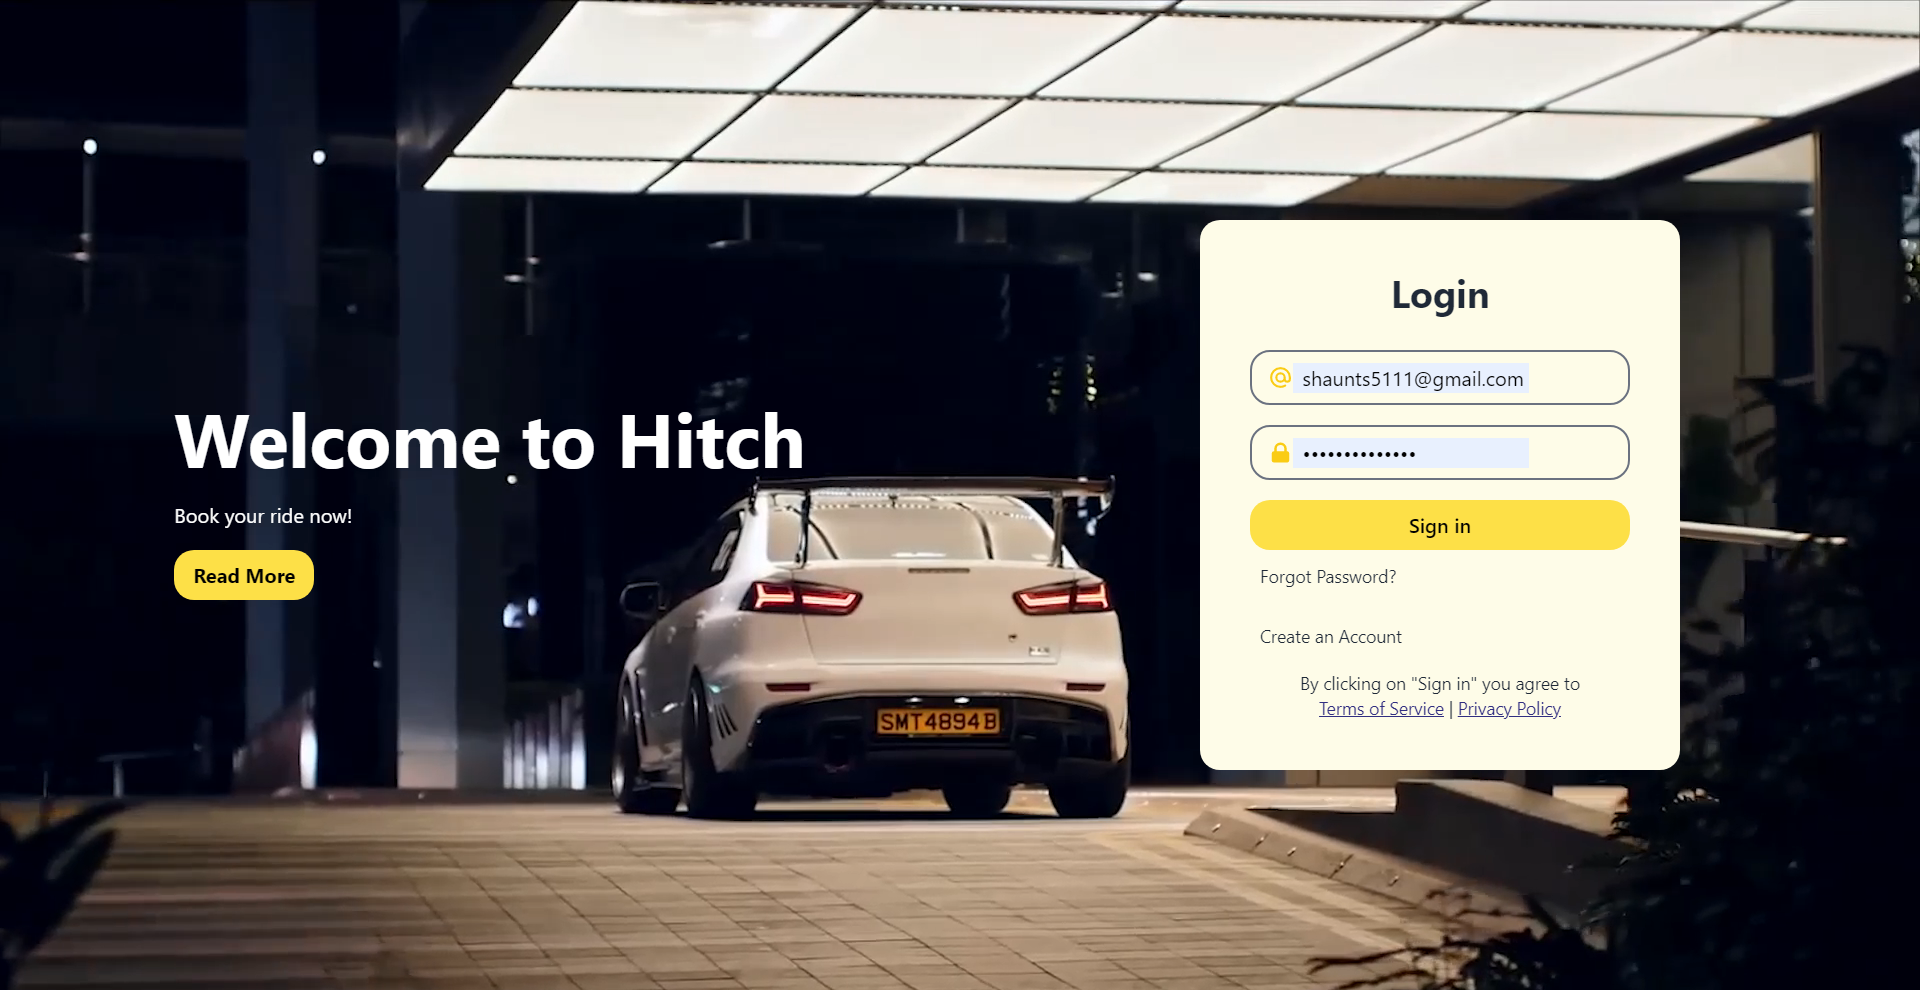 Welcome to Hitch
Book your ride now!
Read More
SMT4894B
Login
shaunts5111@gmail.com
••••••••••••••
Sign in
Forgot Password?
Create an Account
By clicking on "Sign in" you agree to
Terms of Service | Privacy Policy